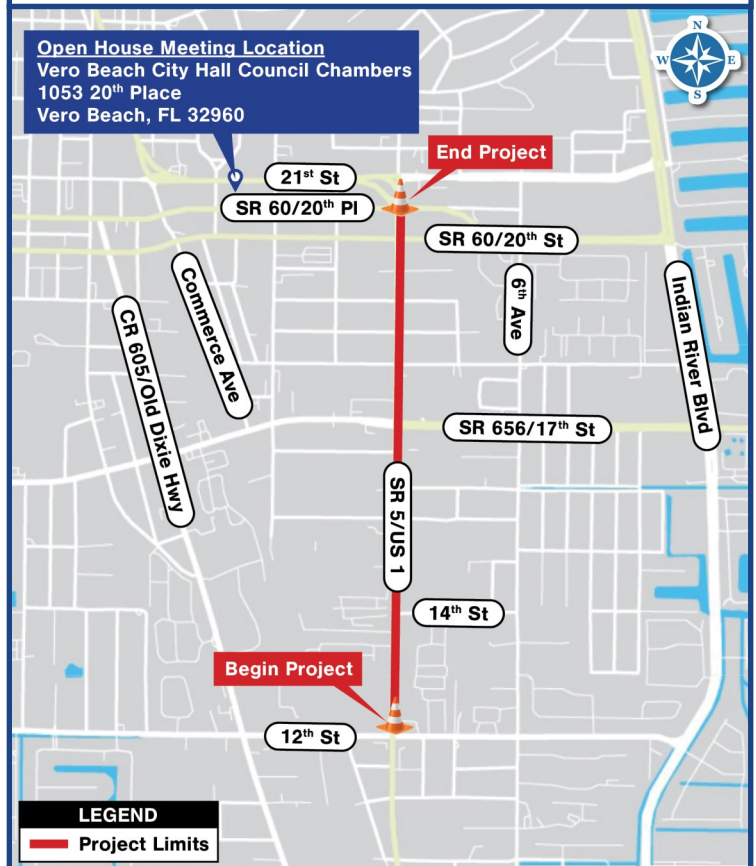 N
W E
S
Open House Meeting Location
Vero Beach City Hall Council Chambers
1053 20th Place
Vero Beach, FL 32960
End Project
21st St
SR 60/20th Pl
SR 60/20th St
6th Ave
Commerce Ave
Indian River Blvd
CR 605/Old Dixie Hwy
SR 656/17th St
SR 5/US 1
14th St
Begin Project
12th St
LEGEND
Project Limits